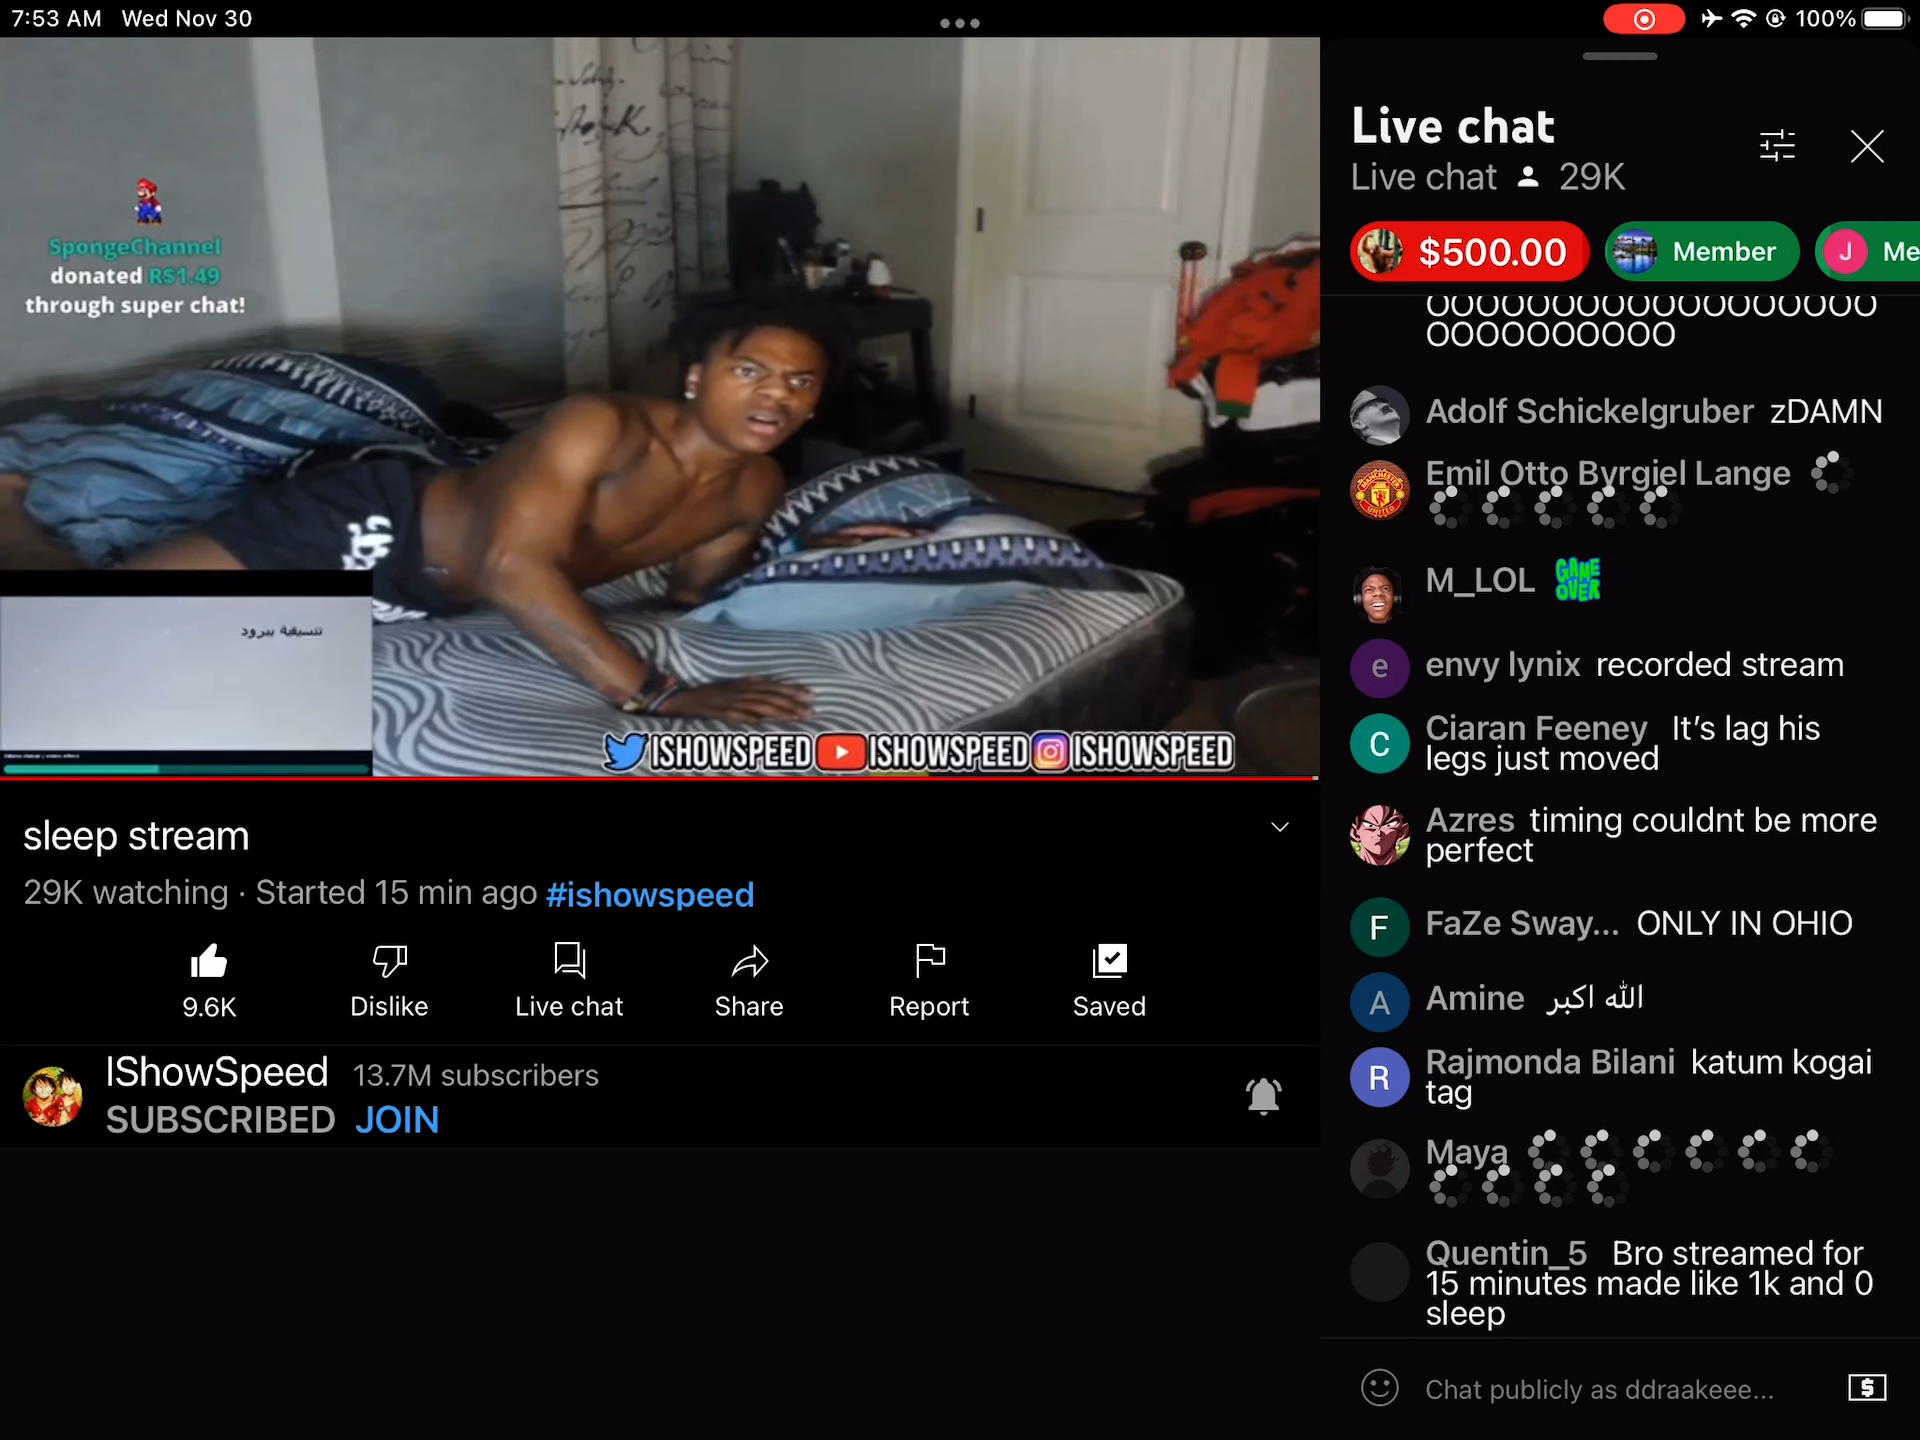 7:53 AM Wed Nov 30
100%
SpongeChannel
donated R$1.49
through super chat!
تنسيقية يبرود
ISHOWSPEED ISHOWSPEED ISHOWSPEED
sleep stream
29K watching · Started 15 min ago #ishowspeed
9.6K Dislike Live chat Share Report Saved
IShowSpeed 13.7M subscribers
SUBSCRIBED JOIN
Live chat
Live chat 29K
$500.00 Member J Me
OOOOOOOOOOOOOOOOOO
OOOOOOOOOO
Adolf Schickelgruber zDAMN
Emil Otto Byrgiel Lange
M_LOL GAME OVER
e envy lynix recorded stream
C Ciaran Feeney It's lag his
legs just moved
Azres timing couldnt be more
perfect
F FaZe Sway... ONLY IN OHIO
A Amine الله اكبر
R Rajmonda Bilani katum kogai
tag
Maya
Quentin_5 Bro streamed for
15 minutes made like 1k and 0
sleep
Chat publicly as ddraakeee...